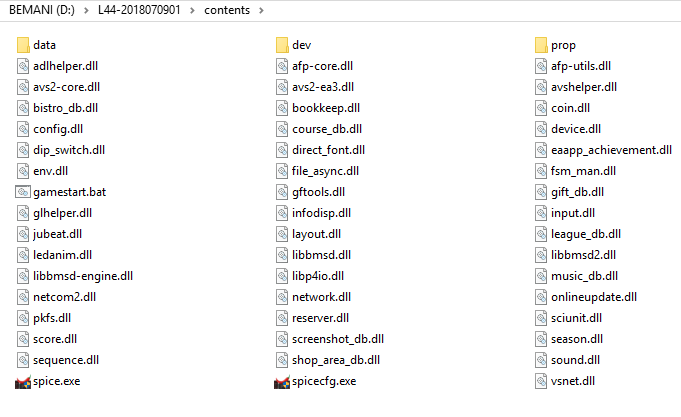 BEMANI (D:) > L44-2018070901 > contents >
data dev prop
adlhelper.dll afp-core.dll afp-utils.dll
avs2-core.dll avs2-ea3.dll avshelper.dll
bistro_db.dll bookkeep.dll coin.dll
config.dll course_db.dll device.dll
dip_switch.dll direct_font.dll eaapp_achievement.dll
env.dll file_async.dll fsm_man.dll
gamestart.bat gftools.dll gift_db.dll
glhelper.dll infodisp.dll input.dll
jubeat.dll layout.dll league_db.dll
ledanim.dll libbmsd.dll libbmsd2.dll
libbmsd-engine.dll libp4io.dll music_db.dll
netcom2.dll network.dll onlineupdate.dll
pkfs.dll reserver.dll sciunit.dll
score.dll screenshot_db.dll season.dll
sequence.dll shop_area_db.dll sound.dll
spice.exe spicecfg.exe vsnet.dll